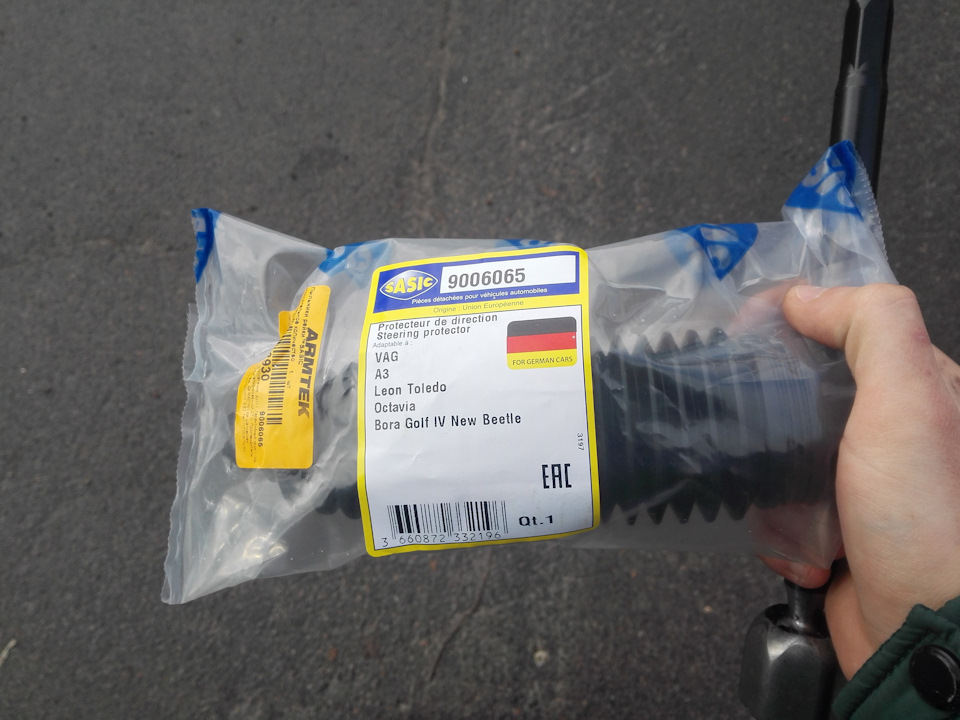 SASIC 9006065
Pièces détachées pour véhicules automobiles
Origine : Union Européenne
Protecteur de direction
Steering protector
Adaptable à :
VAG
A3
Leon Toledo
Octavia
Bora Golf IV New Beetle
FOR GERMAN CARS
3197
EAC
Qt.1
3 660872 332196
ARMTEK
9006065